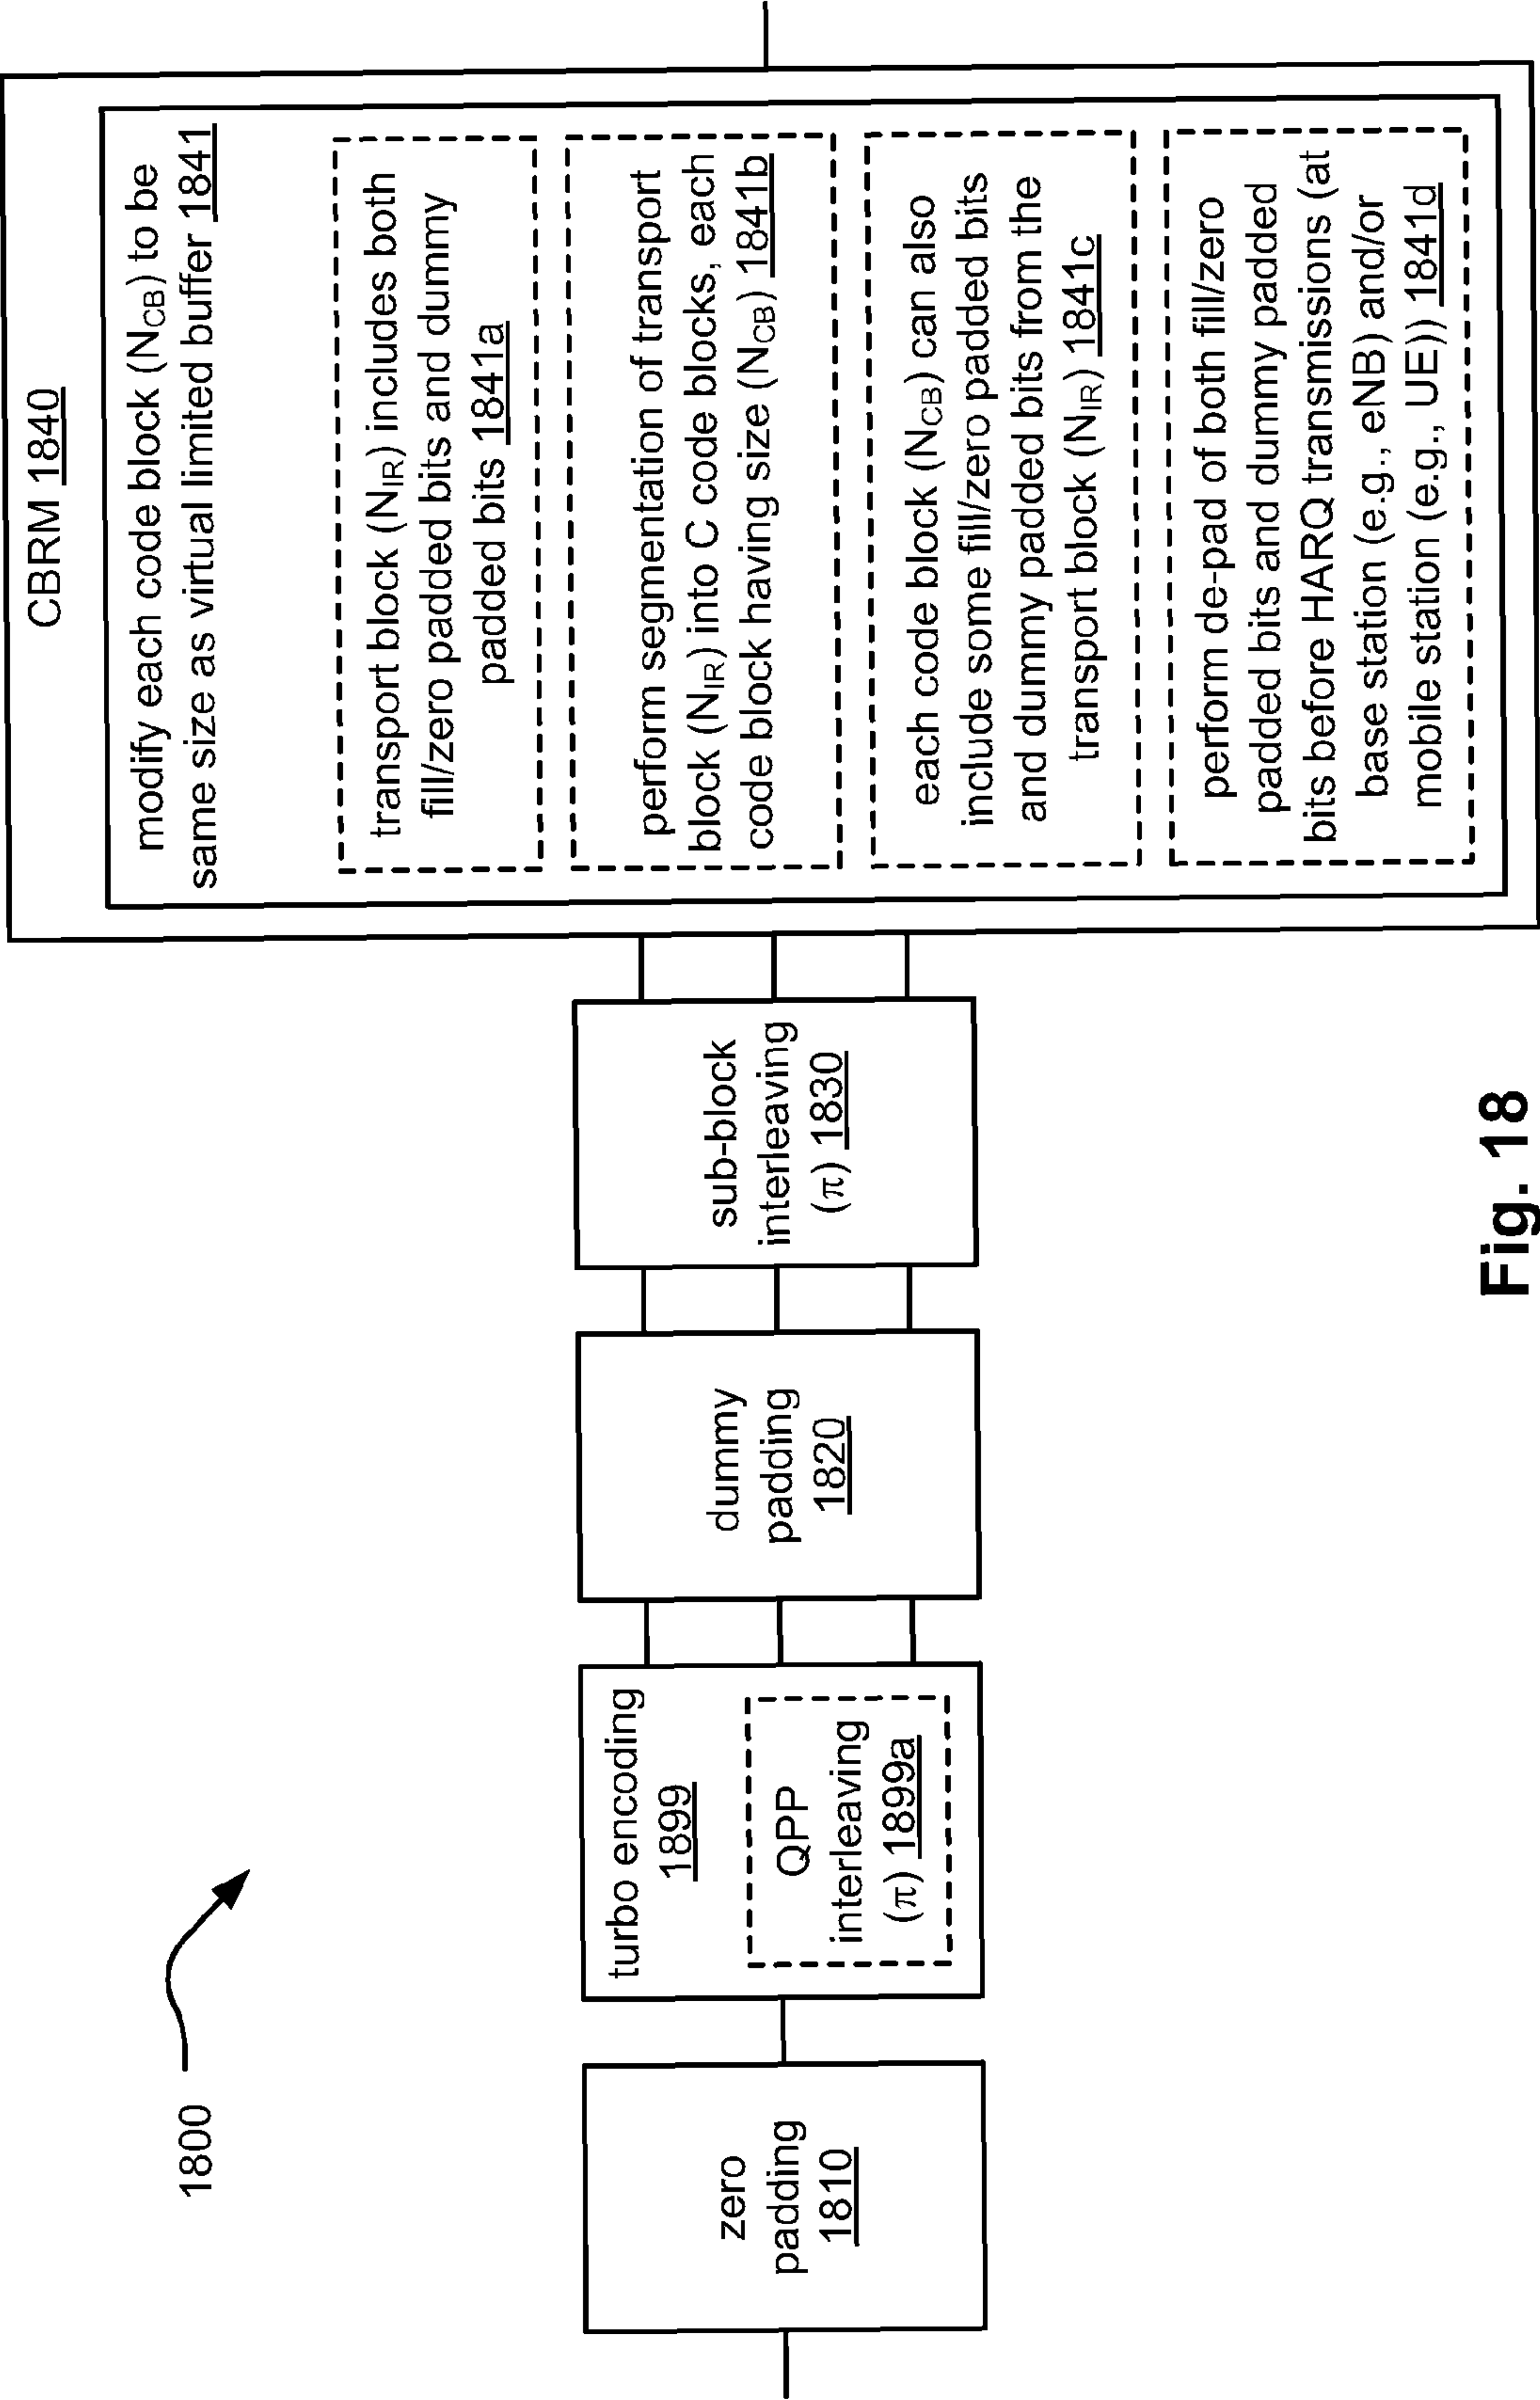 1800
zero
padding
1810
turbo encoding
1899
QPP
interleaving
(π) 1899a
dummy
padding
1820
sub-block
interleaving
(π) 1830
CBRM 1840
modify each code block (NCB) to be
same size as virtual limited buffer 1841
transport block (NIR) includes both
fill/zero padded bits and dummy
padded bits 1841a
perform segmentation of transport
block (NIR) into C code blocks, each
code block having size (NCB) 1841b
each code block (NCB) can also
include some fill/zero padded bits
and dummy padded bits from the
transport block (NIR) 1841c
perform de-pad of both fill/zero
padded bits and dummy padded
bits before HARQ transmissions (at
base station (e.g., eNB) and/or
mobile station (e.g., UE)) 1841d
Fig. 18